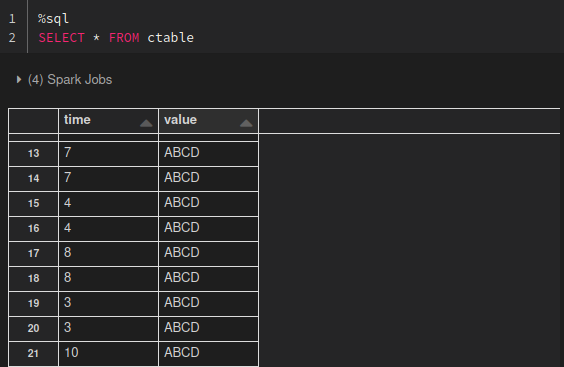 1 %sql
2 SELECT * FROM ctable
(4) Spark Jobs
time value
13 7 ABCD
14 7 ABCD
15 4 ABCD
16 4 ABCD
17 8 ABCD
18 8 ABCD
19 3 ABCD
20 3 ABCD
21 10 ABCD